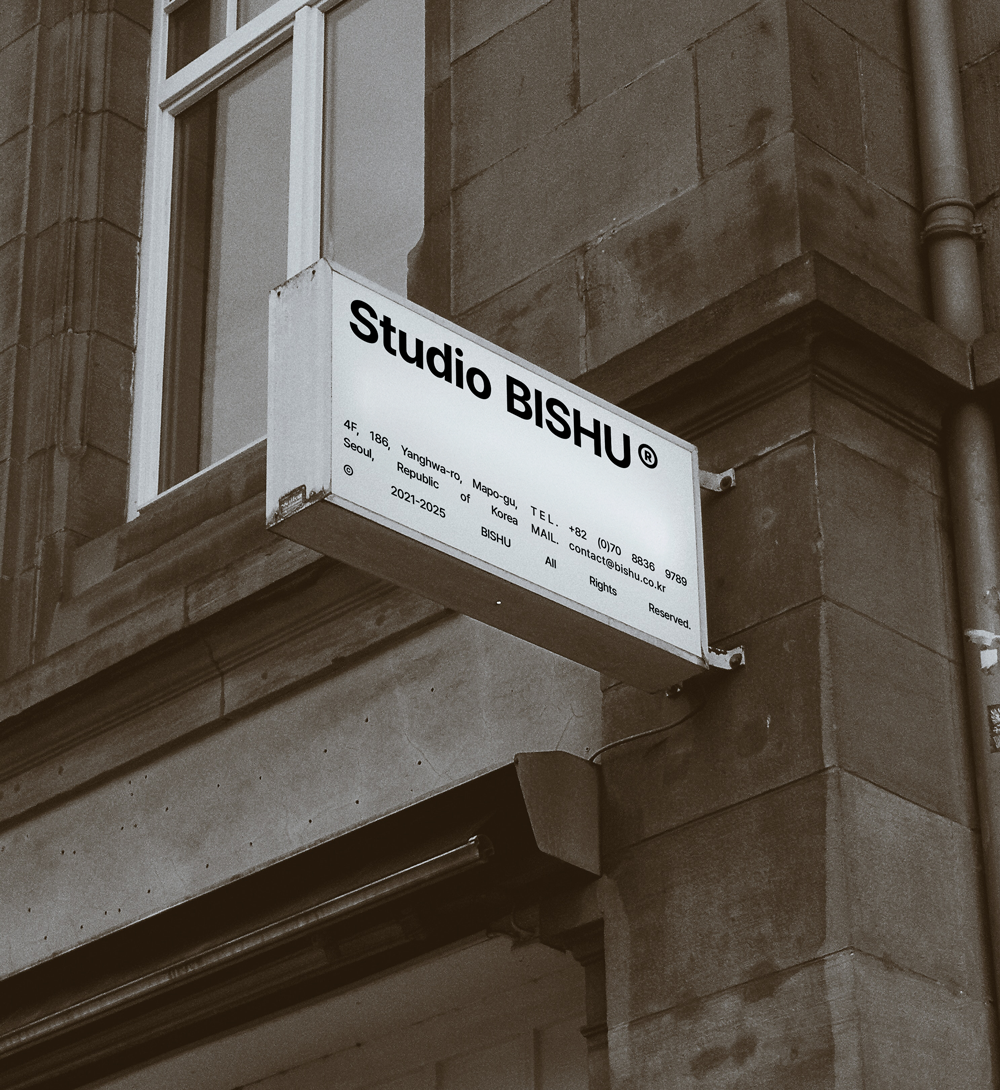 Studio BISHU®
4F, 186, Yanghwa-ro, Mapo-gu, TEL. +82 (0)70 8836 9789
Seoul, Republic of Korea MAIL. contact@bishu.co.kr
© 2021-2025 BISHU All Rights Reserved.